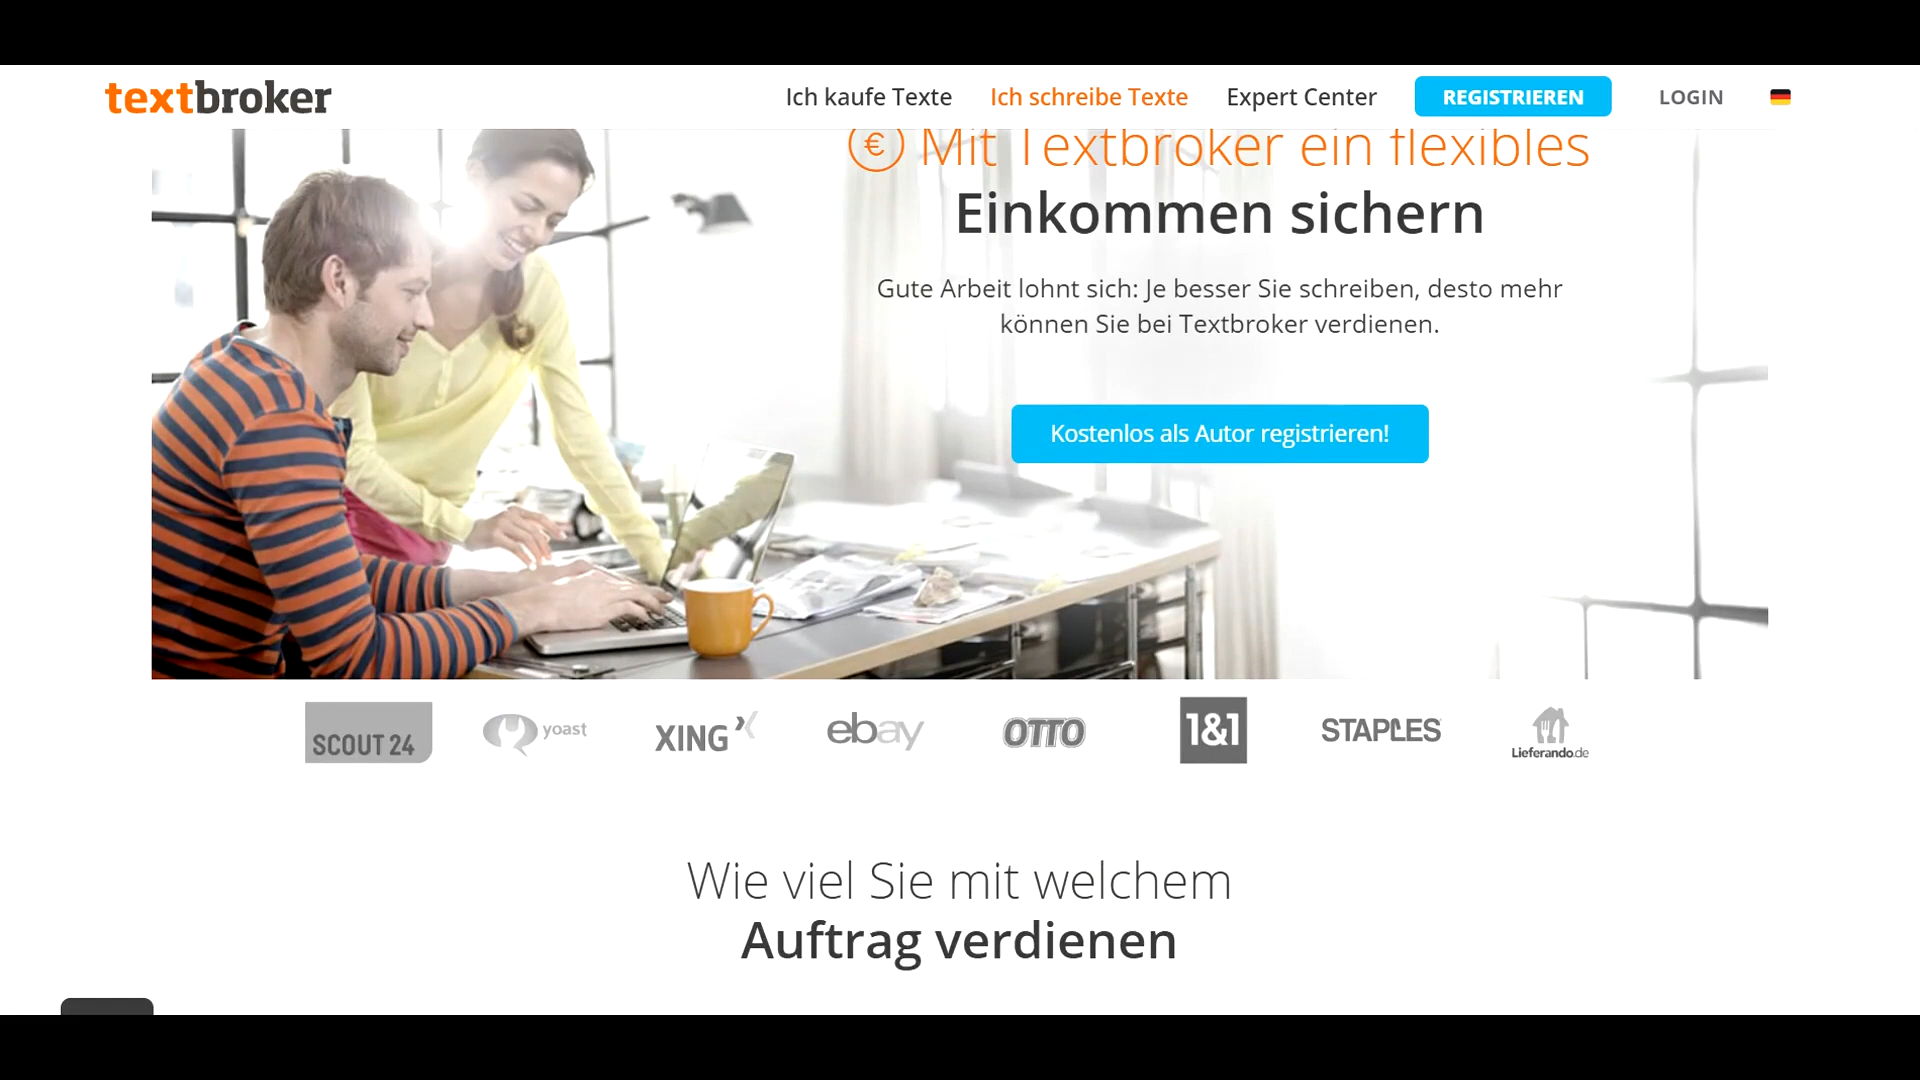 textbroker
Ich kaufe Texte
Ich schreibe Texte
Expert Center
REGISTRIEREN
LOGIN
€ Mit Textbroker ein flexibles
Einkommen sichern
Gute Arbeit lohnt sich: Je besser Sie schreiben, desto mehr
können Sie bei Textbroker verdienen.
Kostenlos als Autor registrieren!
SCOUT 24
yoast
XING
ebay
OTTO
1&1
STAPLES
Lieferando.de
Wie viel Sie mit welchem
Auftrag verdienen